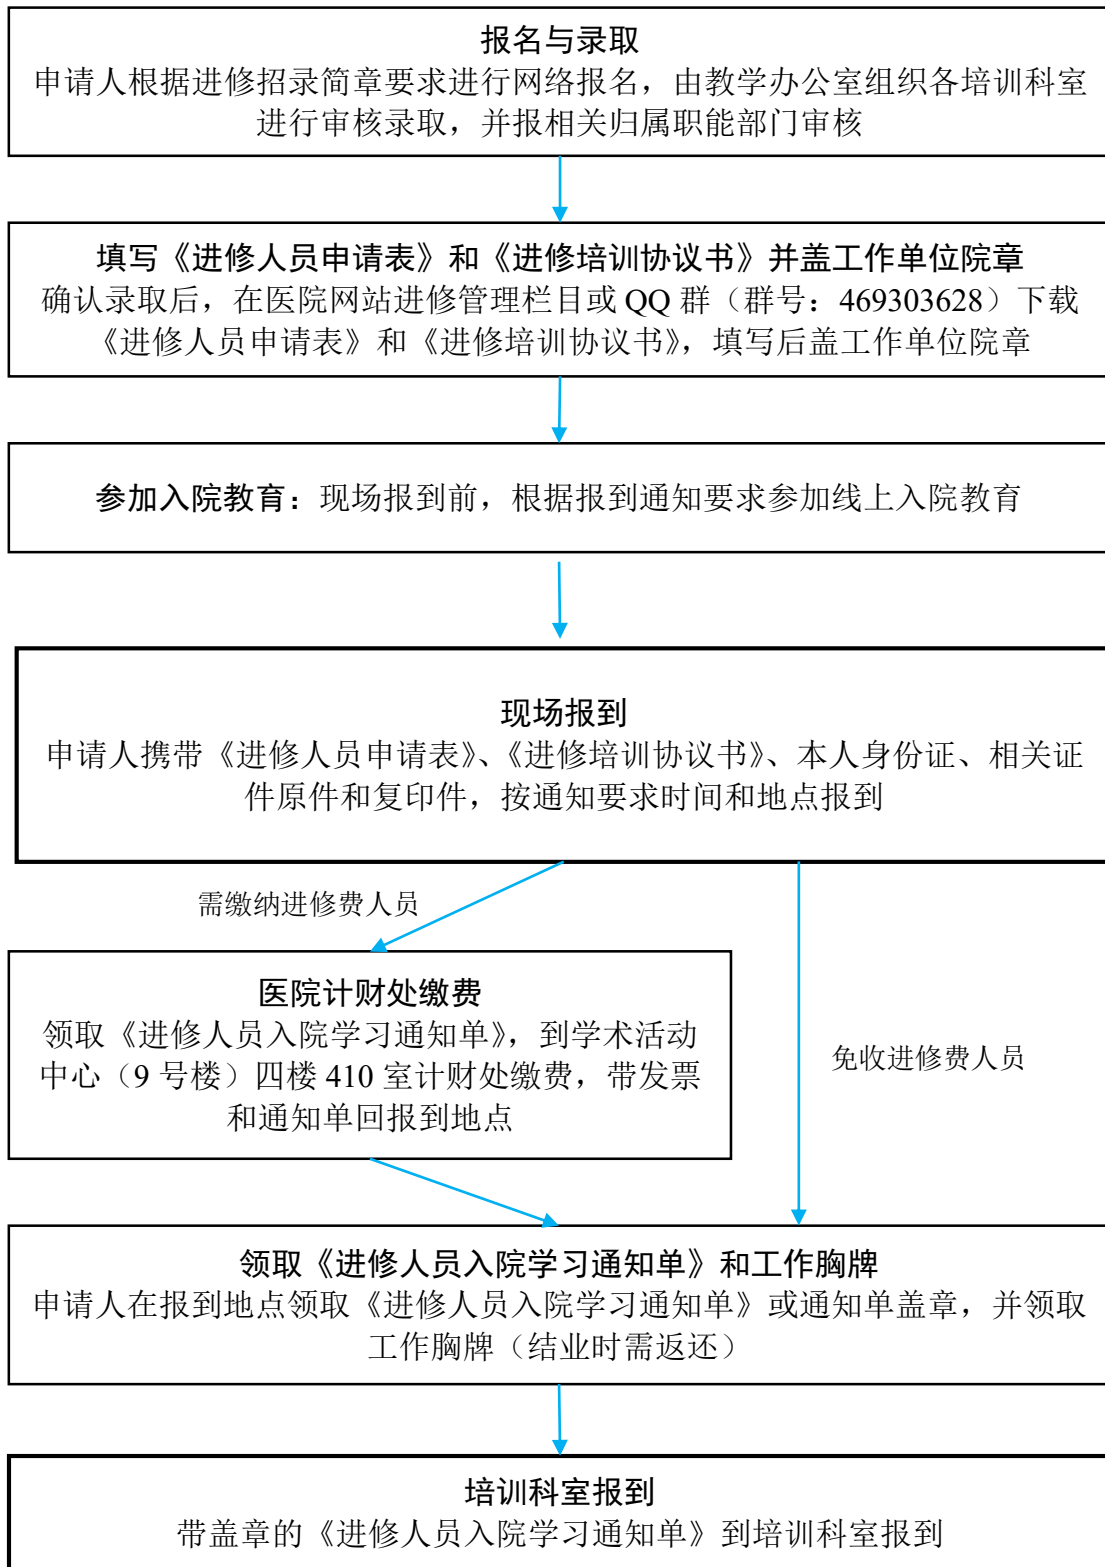 报名与录取
申请人根据进修招录简章要求进行网络报名，由教学办公室组织各培训科室
进行审核录取，并报相关归属职能部门审核
填写《进修人员申请表》和《进修培训协议书》并盖工作单位院章
确认录取后，在医院网站进修管理栏目或 QQ 群（群号：469303628）下载
《进修人员申请表》和《进修培训协议书》，填写后盖工作单位院章
参加入院教育：现场报到前，根据报到通知要求参加线上入院教育
现场报到
申请人携带《进修人员申请表》、《进修培训协议书》、本人身份证、相关证
件原件和复印件，按通知要求时间和地点报到
需缴纳进修费人员
医院计财处缴费
领取《进修人员入院学习通知单》，到学术活动
中心（9 号楼）四楼 410 室计财处缴费，带发票
和通知单回报到地点
免收进修费人员
领取《进修人员入院学习通知单》和工作胸牌
申请人在报到地点领取《进修人员入院学习通知单》或通知单盖章，并领取
工作胸牌（结业时需返还）
培训科室报到
带盖章的《进修人员入院学习通知单》到培训科室报到